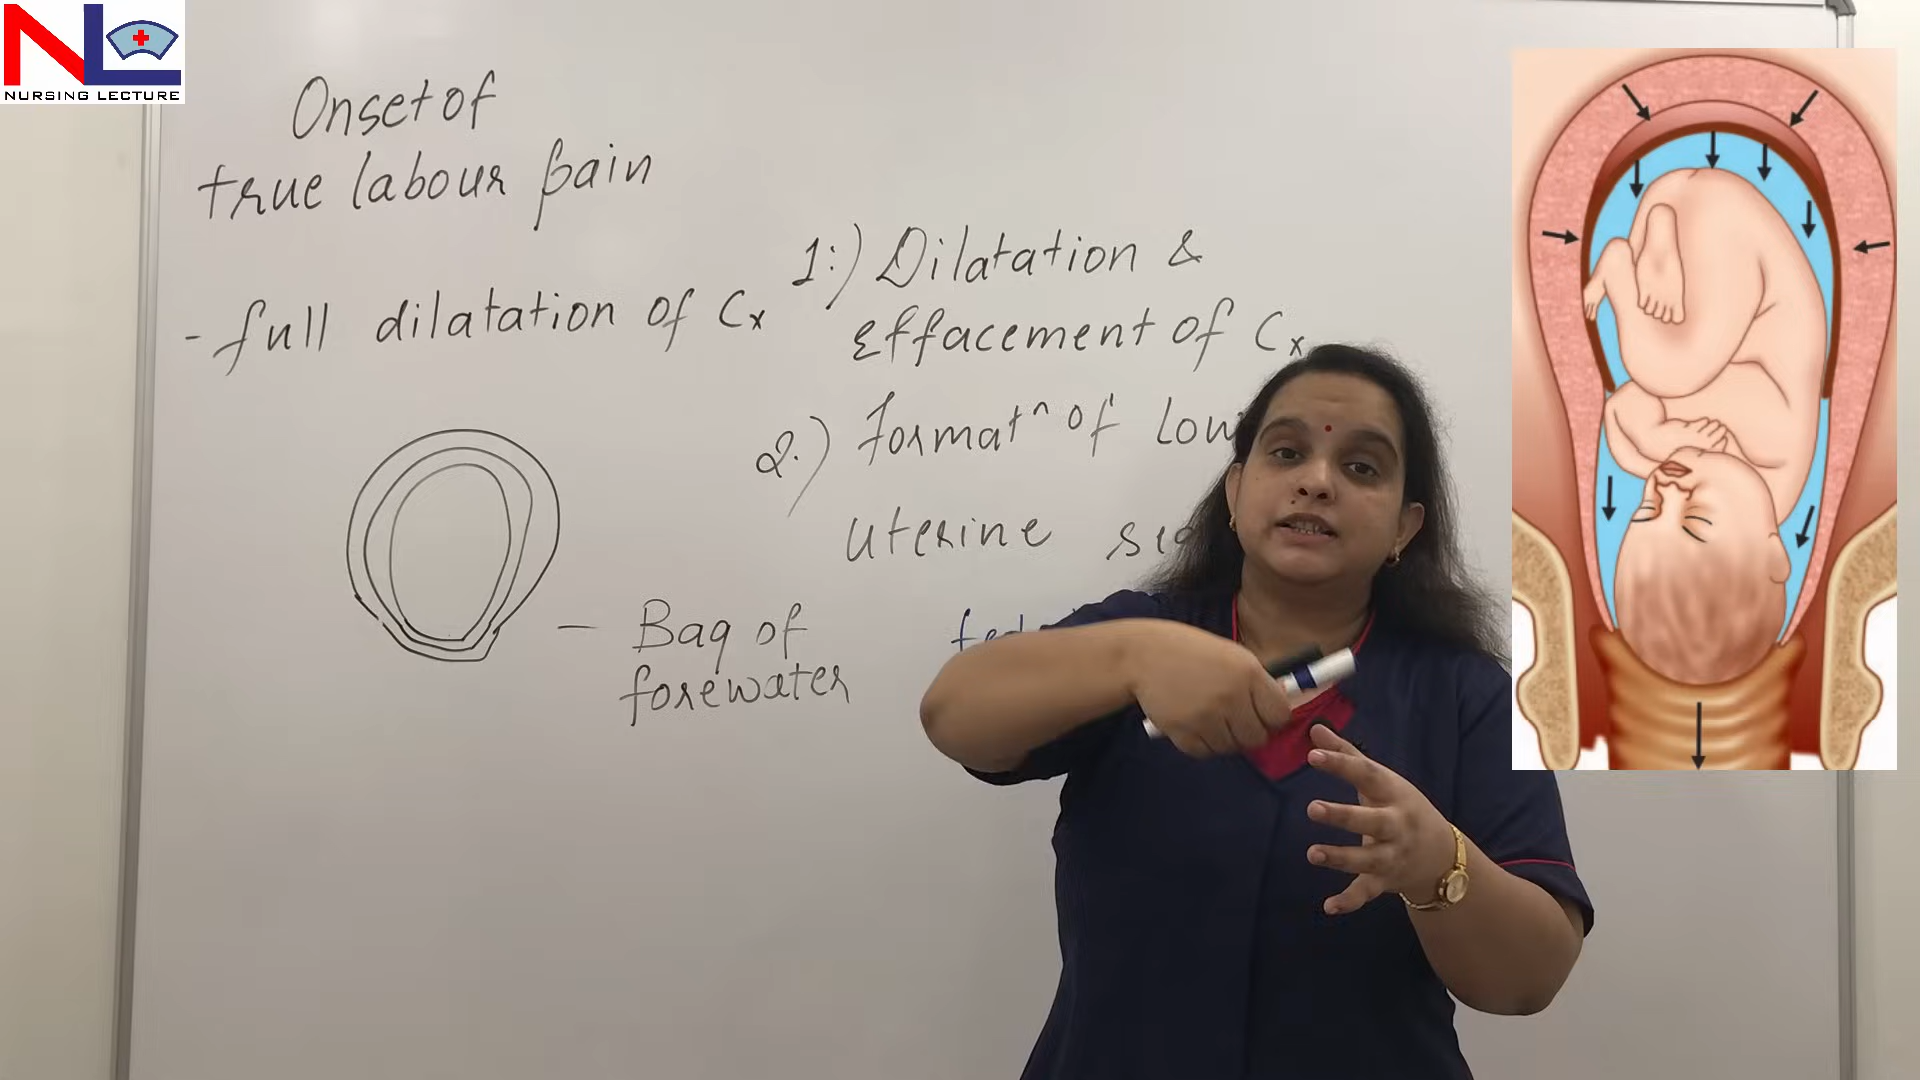 NL
NURSING LECTURE
Onset of
true labour pain
- full dilatation of Cx
1:) Dilatation &
Effacement of Cx
2.) Format^n of
uterine
- Bag of
forewater